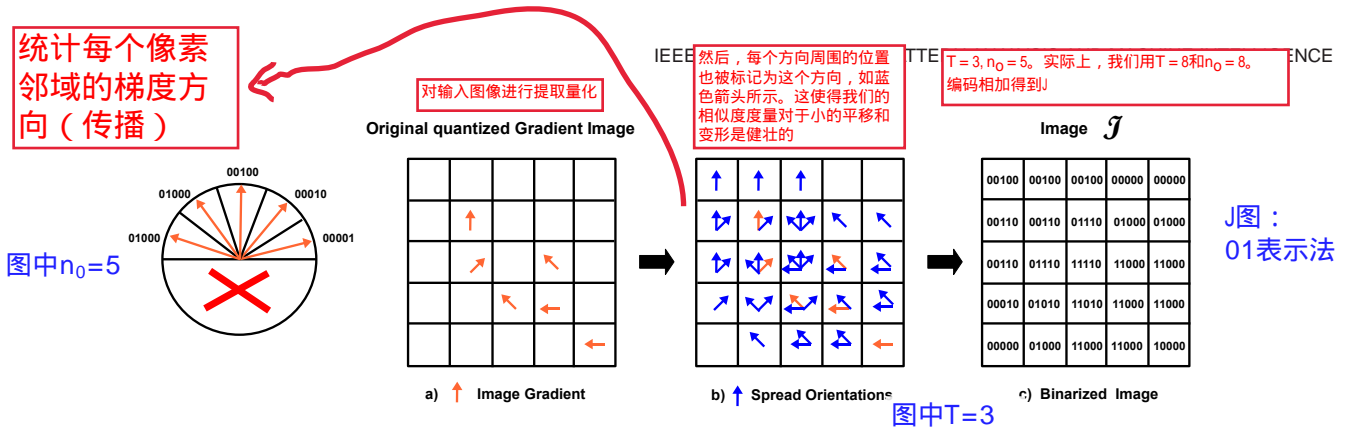 统计每个像素
邻域的梯度方
向（传播）
IEEE
然后，每个方向周围的位置
也被标记为这个方向，如蓝
色箭头所示。这使得我们的
相似度度量对于小的平移和
变形是健壮的
TTE
T = 3, n₀ = 5。实际上，我们用T = 8和n₀ = 8。
编码相加得到J
ENCE
对输入图像进行提取量化
Original quantized Gradient Image
Image 𝒥
00100
01000
00010
01000
00001
图中n₀=5
00100 00100 00100 00000 00000
00110 00110 01110 01000 01000
00110 01110 11110 11000 11000
00010 01010 11010 11000 11000
00000 01000 11000 11000 10000
J图：
01表示法
a) Image Gradient
b) Spread Orientations
c) Binarized Image
图中T=3